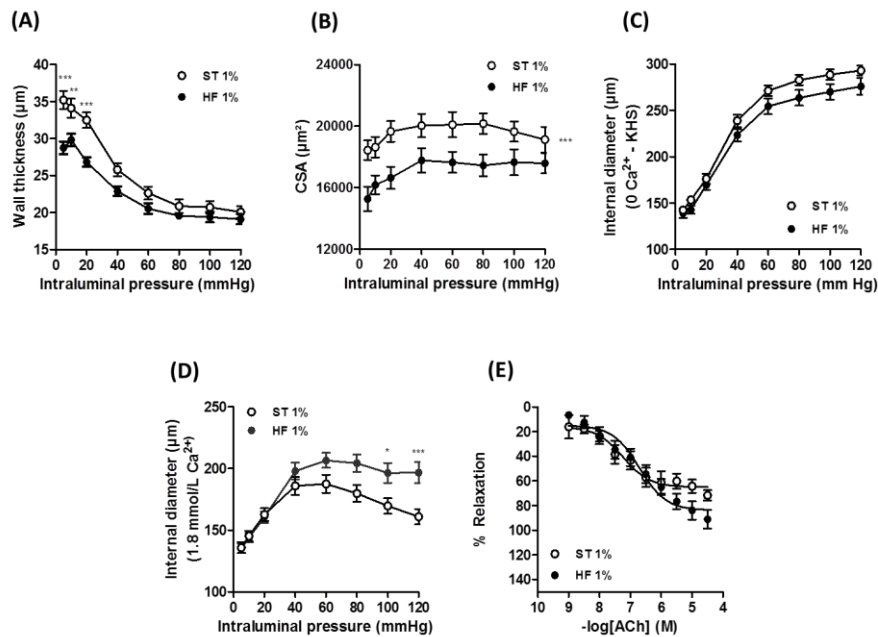 (A)
Wall thickness (µm)
40
35
30
25
20
15
***
**
***
ST 1%
HF 1%
0 20 40 60 80 100 120
Intraluminal pressure (mmHg)
(B)
CSA (µm²)
24000
20000
16000
12000
ST 1%
HF 1%
***
0 20 40 60 80 100 120
Intraluminal pressure (mmHg)
(C)
Internal diameter (µm)
(0 Ca²⁺ - KHS)
300
250
200
150
100
ST 1%
HF 1%
0 20 40 60 80 100 120
Intraluminal pressure (mm Hg)
(D)
Internal diameter (µm)
(1.8 mmol/L Ca²⁺)
250
200
150
100
ST 1%
HF 1%
*
***
0 20 40 60 80 100 120
Intraluminal pressure (mmHg)
(E)
% Relaxation
0
20
40
60
80
100
120
140
ST 1%
HF 1%
10 9 8 7 6 5 4
-log[ACh] (M)